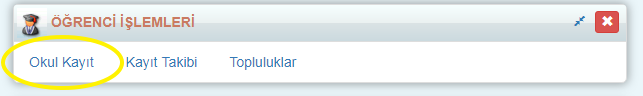 ÖĞRENCİ İŞLEMLERİ
Okul Kayıt Kayıt Takibi Topluluklar